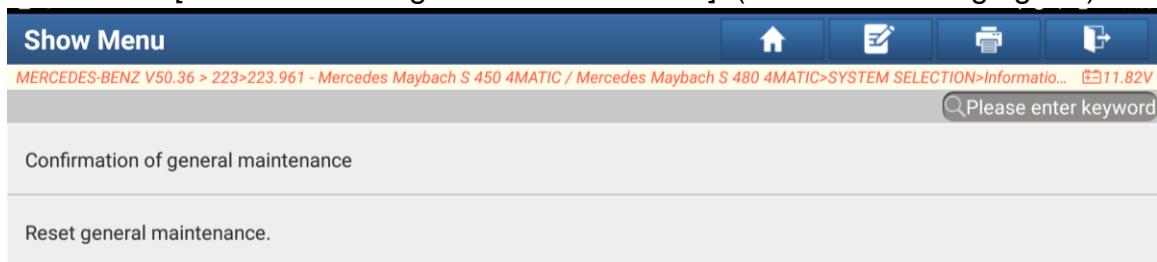 Show Menu
MERCEDES-BENZ V50.36 > 223>223.961 - Mercedes Maybach S 450 4MATIC / Mercedes Maybach S 480 4MATIC>SYSTEM SELECTION>Informatio... 11.82V
Please enter keyword
Confirmation of general maintenance
Reset general maintenance.